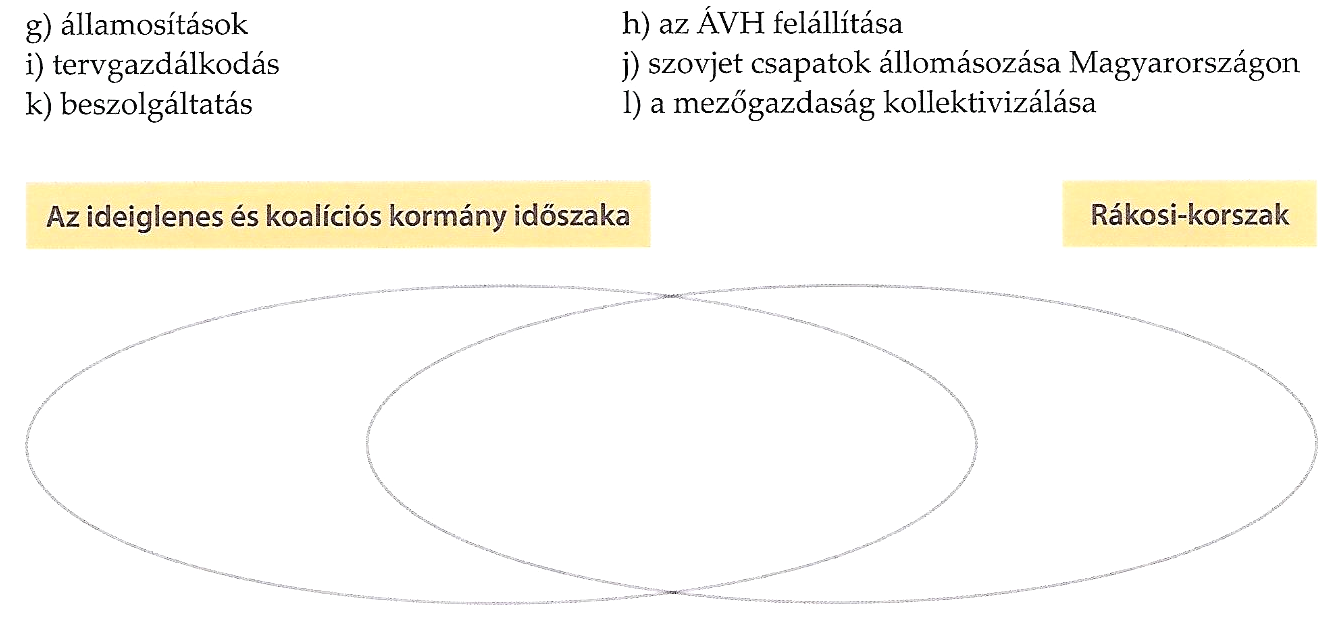 g) államosítások
h) az ÁVH felállítása
i) tervgazdálkodás
j) szovjet csapatok állomásozása Magyarországon
k) beszolgáltatás
l) a mezőgazdaság kollektivizálása
Az ideiglenes és koalíciós kormány időszaka
Rákosi-korszak